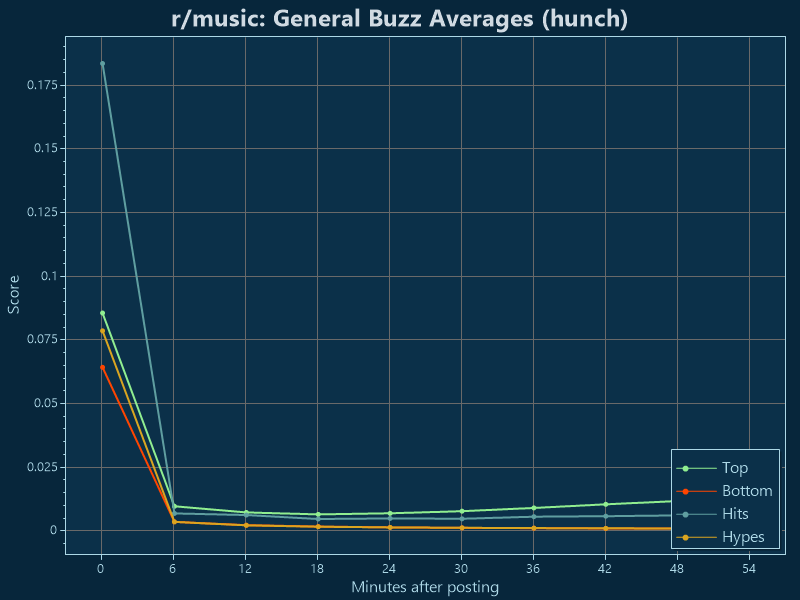 r/music: General Buzz Averages (hunch)
Score
0.175
0.15
0.125
0.1
0.075
0.05
0.025
0
Top
Bottom
Hits
Hypes
0 6 12 18 24 30 36 42 48 54
Minutes after posting